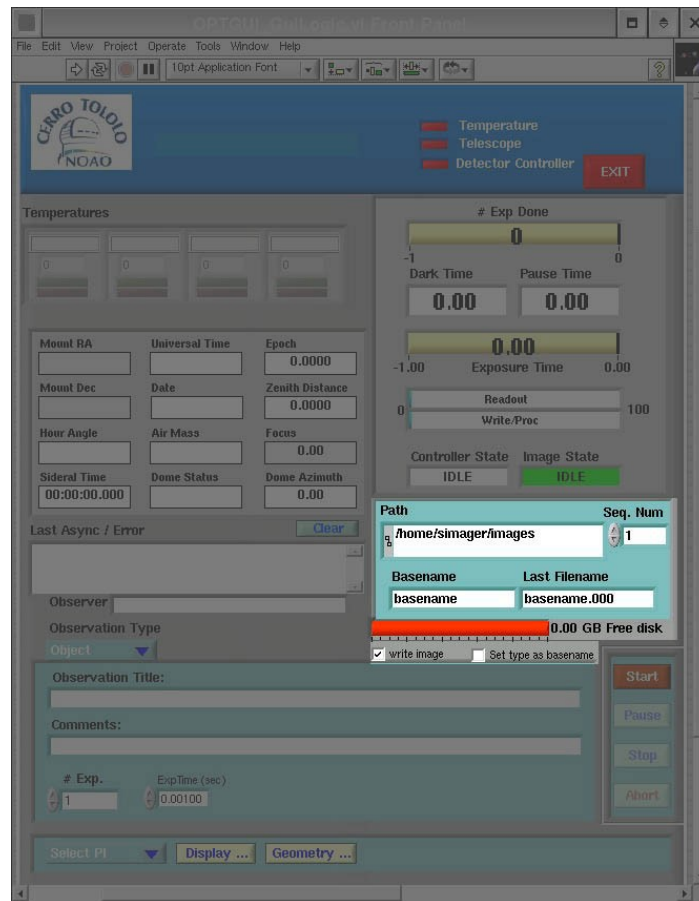 OPTGUI_GuiLogic.vi Front Panel
File Edit View Project Operate Tools Window Help
10pt Application Font
CERRO TOLOLO
NOAO
Temperature
Telescope
Detector Controller
EXIT
Temperatures
0 0 0 0
# Exp Done
0
-1 0
Dark Time Pause Time
0.00 0.00
0.00
-1.00 Exposure Time 0.00
Readout
0 100
Write/Proc
Controller State Image State
IDLE IDLE
Mount RA Universal Time Epoch
0.0000
Mount Dec Date Zenith Distance
0.0000
Hour Angle Air Mass Focus
0.00
Sideral Time Dome Status Dome Azimuth
00:00:00.000 0.00
Last Async / Error Clear
Path Seq. Num
/home/simager/images 1
Basename Last Filename
basename basename.000
0.00 GB Free disk
write image Set type as basename
Observer
Observation Type
Object
Observation Title:
Comments:
# Exp. ExpTime (sec)
1 0.00100
Start
Pause
Stop
Abort
Select PI Display ... Geometry ...